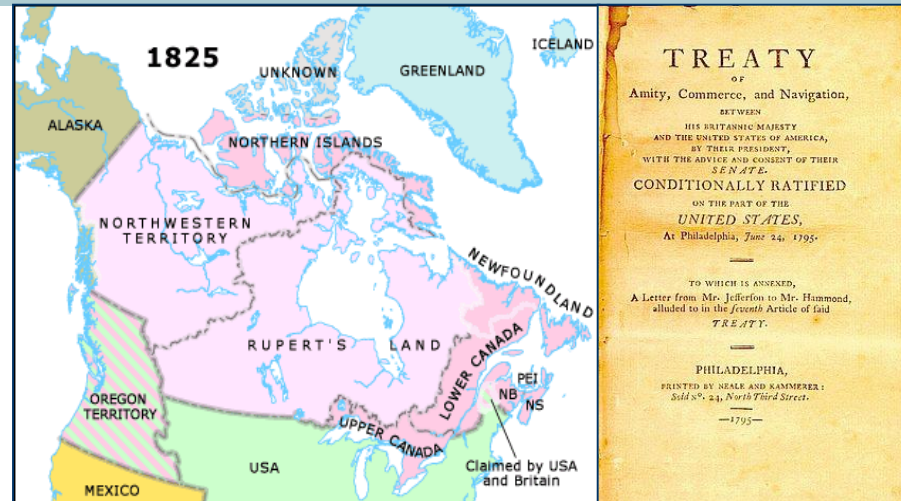 1825
UNKNOWN
ICELAND
GREENLAND
ALASKA
NORTHERN ISLANDS
NORTHWESTERN
TERRITORY
NEWFOUNDLAND
RUPERT'S LAND
LOWER CANADA
PEI
NB
NS
OREGON
TERRITORY
UPPER CANADA
USA
Claimed by USA
and Britain
MEXICO
TREATY
OF
Amity, Commerce, and Navigation,
BETWEEN
HIS BRITANNIC MAJESTY
AND THE UNITED STATES OF AMERICA,
BY THEIR PRESIDENT,
WITH THE ADVICE AND CONSENT OF THEIR
SENATE.
CONDITIONALLY RATIFIED
ON THE PART OF THE
UNITED STATES,
At Philadelphia, June 24, 1795.
TO WHICH IS ANNEXED,
A Letter from Mr. Jefferſon to Mr. Hammond,
alluded to in the ſeventh Article of ſaid
TREATY.
PHILADELPHIA,
PRINTED BY NEALE AND KAMMERER:
Sold No. 24, North Third Street.
—1795—